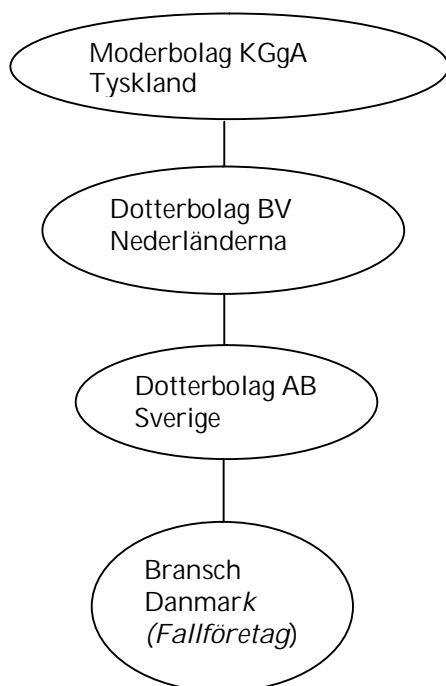 Moderbolag KGgA
Tyskland
Dotterbolag BV
Nederländerna
Dotterbolag AB
Sverige
Bransch
Danmark
(Fallföretag)